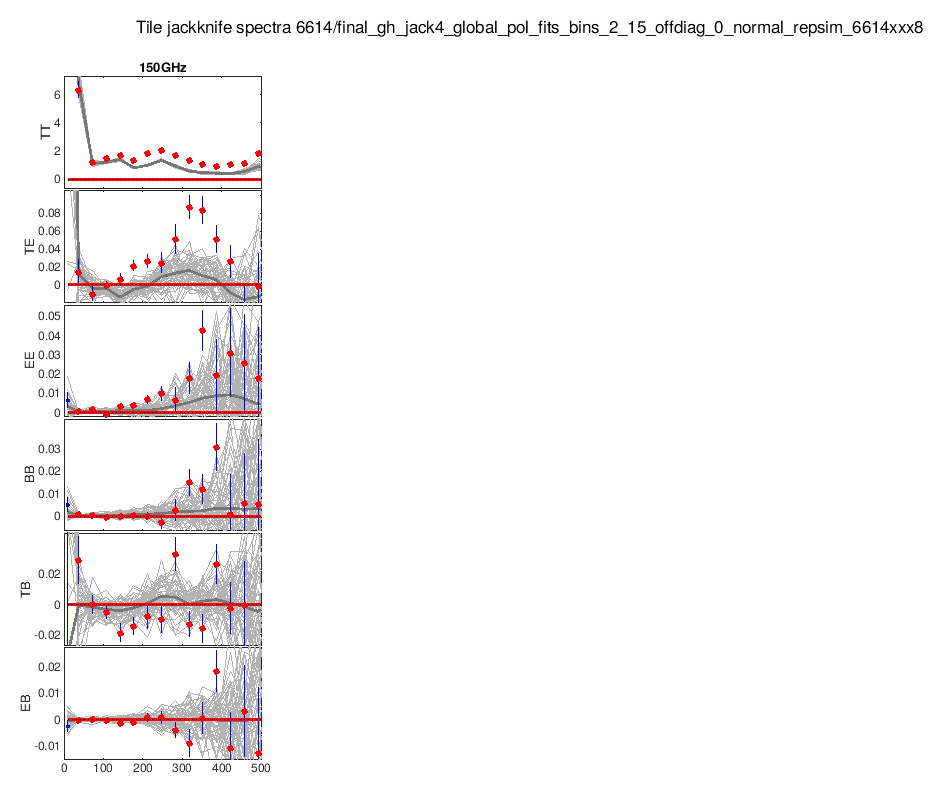 Tile jackknife spectra 6614/final_gh_jack4_global_pol_fits_bins_2_15_offdiag_0_normal_repsim_6614xxx8
150GHz
TT
6
4
2
0
TE
0.08
0.06
0.04
0.02
0
EE
0.05
0.04
0.03
0.02
0.01
0
BB
0.03
0.02
0.01
0
TB
0.02
0
-0.02
EB
0.02
0.01
0
-0.01
0 100 200 300 400 500